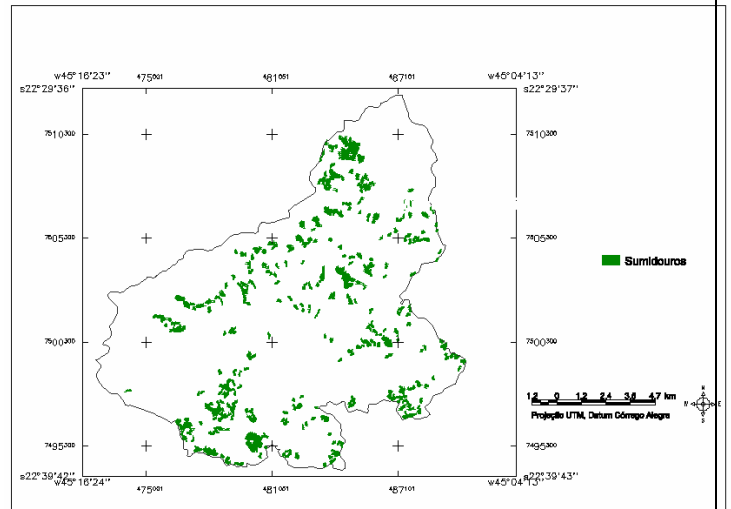 w45°16'23" 475001 481001 487101 w45°04'13"
s22°29'36" s22°29'37"
7510300 7510300
7505300 7505300
Sumidouros
7500300 7500300
1,2 0 1,2 2,4 3,6 4,7 km
Projeção UTM, Datum Córrego Alegre
N E
S
7495300 7495300
s22°39'42" s22°39'43"
w45°16'24" 475001 481001 487101 w45°04'13"